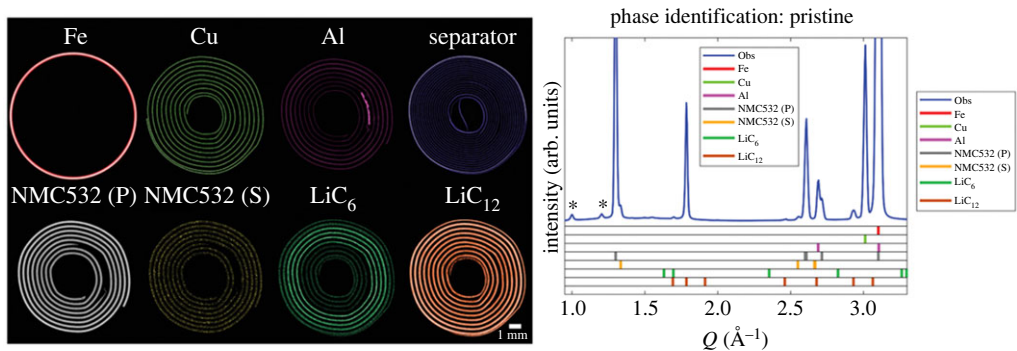 Fe Cu Al separator
NMC532 (P) NMC532 (S) LiC₆ LiC₁₂
1 mm
phase identification: pristine
intensity (arb. units)
* *
Obs
Fe
Cu
Al
NMC532 (P)
NMC532 (S)
LiC₆
LiC₁₂
1.0 1.5 2.0 2.5 3.0
Q (Å⁻¹)
Obs
Fe
Cu
Al
NMC532 (P)
NMC532 (S)
LiC₆
LiC₁₂